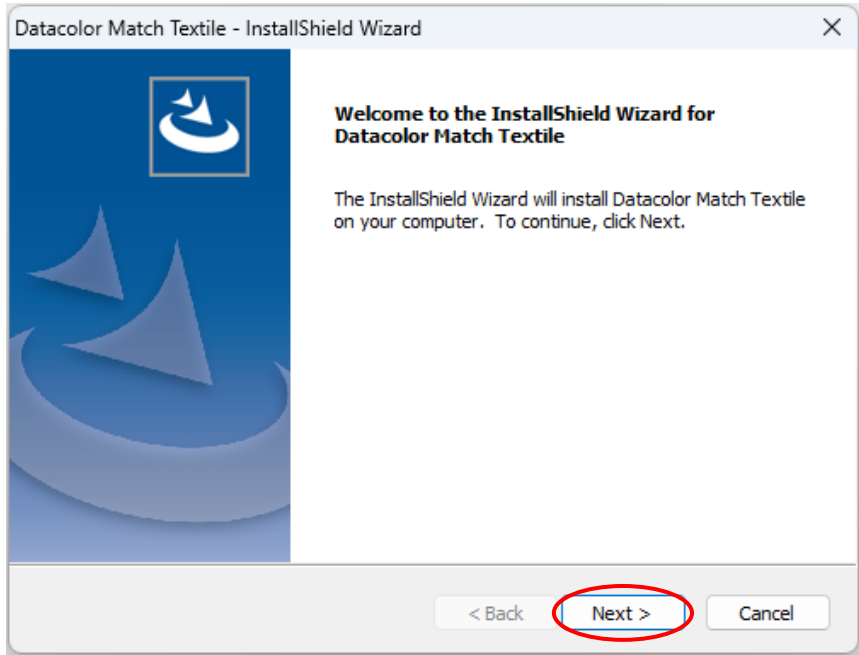 Datacolor Match Textile - InstallShield Wizard
Welcome to the InstallShield Wizard for
Datacolor Match Textile
The InstallShield Wizard will install Datacolor Match Textile
on your computer.  To continue, click Next.
< Back
Next >
Cancel